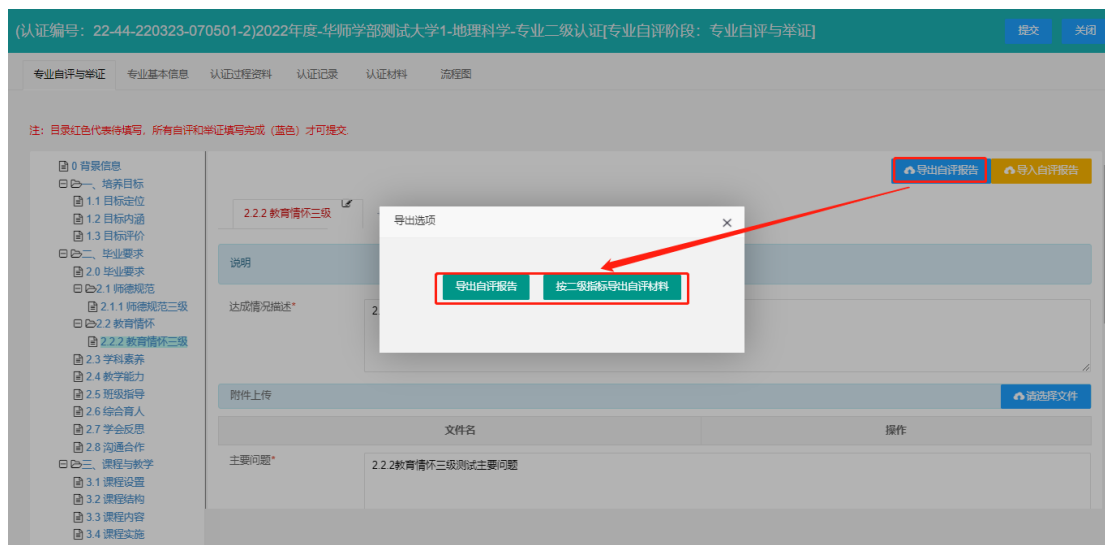 (认证编号：22-44-220323-070501-2)2022年度-华师学部测试大学1-地理科学-专业二级认证[专业自评阶段：专业自评与举证]
提交 关闭
专业自评与举证 专业基本信息 认证过程资料 认证记录 认证材料 流程图
注：目录红色代表待填写，所有自评和举证填写完成（蓝色）才可提交.
导出自评报告 导入自评报告
0 背景信息
一、培养目标
1.1 目标定位
1.2 目标内涵
1.3 目标评价
二、毕业要求
2.0 毕业要求
2.1 师德规范
2.1.1 师德规范三级
2.2 教育情怀
2.2.2 教育情怀三级
2.3 学科素养
2.4 教学能力
2.5 班级指导
2.6 综合育人
2.7 学会反思
2.8 沟通合作
三、课程与教学
3.1 课程设置
3.2 课程结构
3.3 课程内容
3.4 课程实施
2.2.2 教育情怀三级
说明
达成情况描述*
2.
导出选项 ×
导出自评报告 按二级指标导出自评材料
附件上传 请选择文件
文件名 操作
主要问题*
2.2.2教育情怀三级测试主要问题